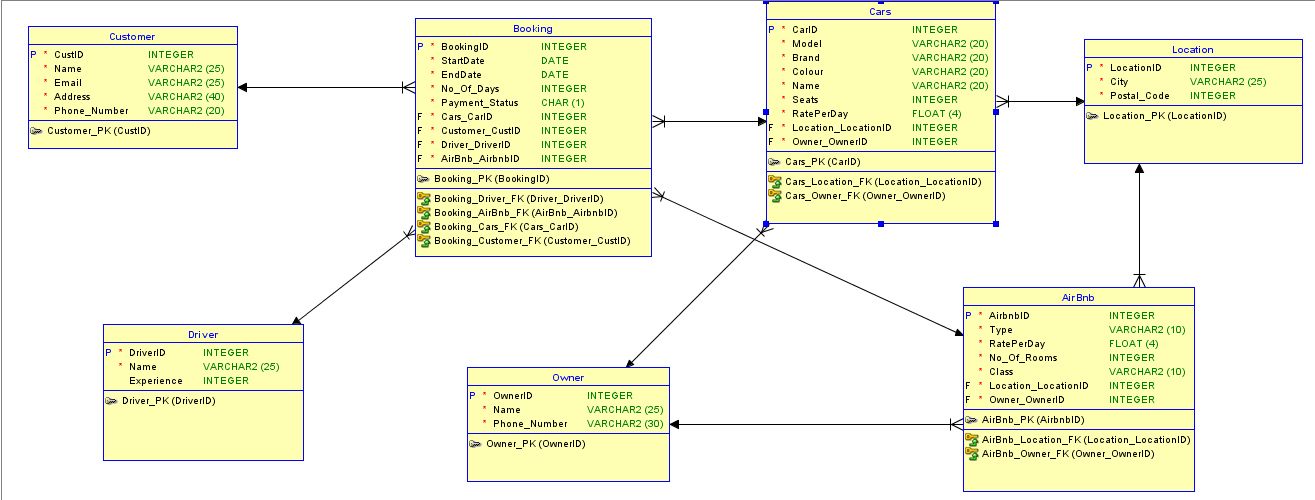 Customer
P * CustID INTEGER
* Name VARCHAR2 (25)
* Email VARCHAR2 (25)
* Address VARCHAR2 (40)
* Phone_Number VARCHAR2 (20)
Customer_PK (CustID)
Booking
P * BookingID INTEGER
* StartDate DATE
* EndDate DATE
* No_Of_Days INTEGER
* Payment_Status CHAR (1)
F * Cars_CarID INTEGER
F * Customer_CustID INTEGER
F * Driver_DriverID INTEGER
F * AirBnb_AirbnbID INTEGER
Booking_PK (BookingID)
Booking_Driver_FK (Driver_DriverID)
Booking_AirBnb_FK (AirBnb_AirbnbID)
Booking_Cars_FK (Cars_CarID)
Booking_Customer_FK (Customer_CustID)
Cars
P * CarID INTEGER
* Model VARCHAR2 (20)
* Brand VARCHAR2 (20)
* Colour VARCHAR2 (20)
* Name VARCHAR2 (20)
* Seats INTEGER
* RatePerDay FLOAT (4)
F * Location_LocationID INTEGER
F * Owner_OwnerID INTEGER
Cars_PK (CarID)
Cars_Location_FK (Location_LocationID)
Cars_Owner_FK (Owner_OwnerID)
Location
P * LocationID INTEGER
* City VARCHAR2 (25)
* Postal_Code INTEGER
Location_PK (LocationID)
Driver
P * DriverID INTEGER
* Name VARCHAR2 (25)
Experience INTEGER
Driver_PK (DriverID)
Owner
P * OwnerID INTEGER
* Name VARCHAR2 (25)
* Phone_Number VARCHAR2 (30)
Owner_PK (OwnerID)
AirBnb
P * AirbnbID INTEGER
* Type VARCHAR2 (10)
* RatePerDay FLOAT (4)
* No_Of_Rooms INTEGER
* Class VARCHAR2 (10)
F * Location_LocationID INTEGER
F * Owner_OwnerID INTEGER
AirBnb_PK (AirbnbID)
AirBnb_Location_FK (Location_LocationID)
AirBnb_Owner_FK (Owner_OwnerID)